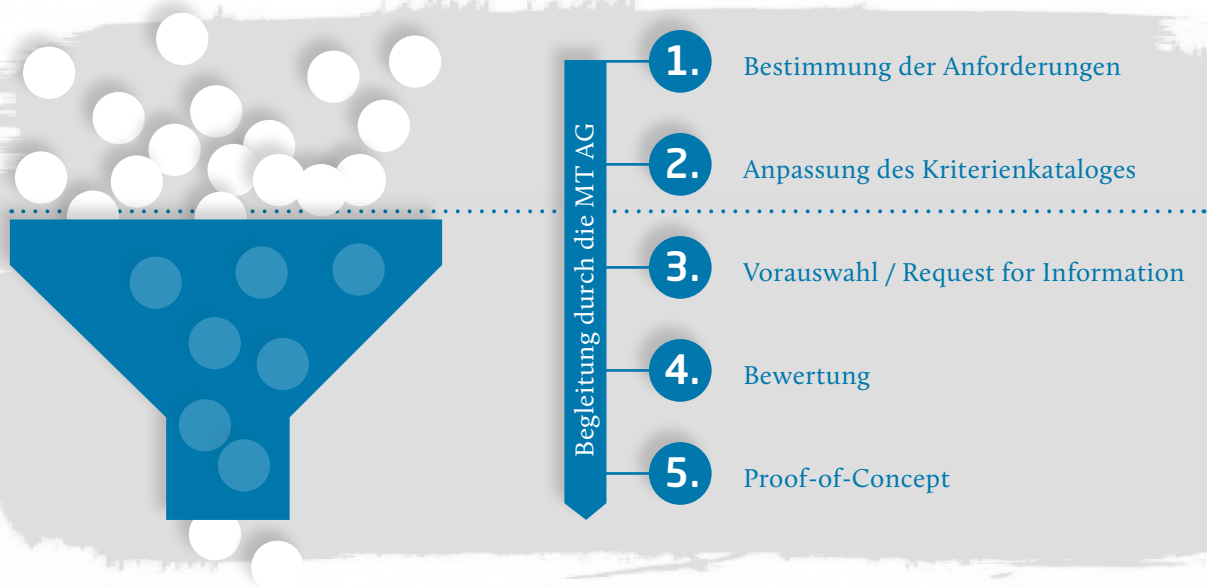 Begleitung durch die MT AG
1. Bestimmung der Anforderungen
2. Anpassung des Kriterienkataloges
3. Vorauswahl / Request for Information
4. Bewertung
5. Proof-of-Concept